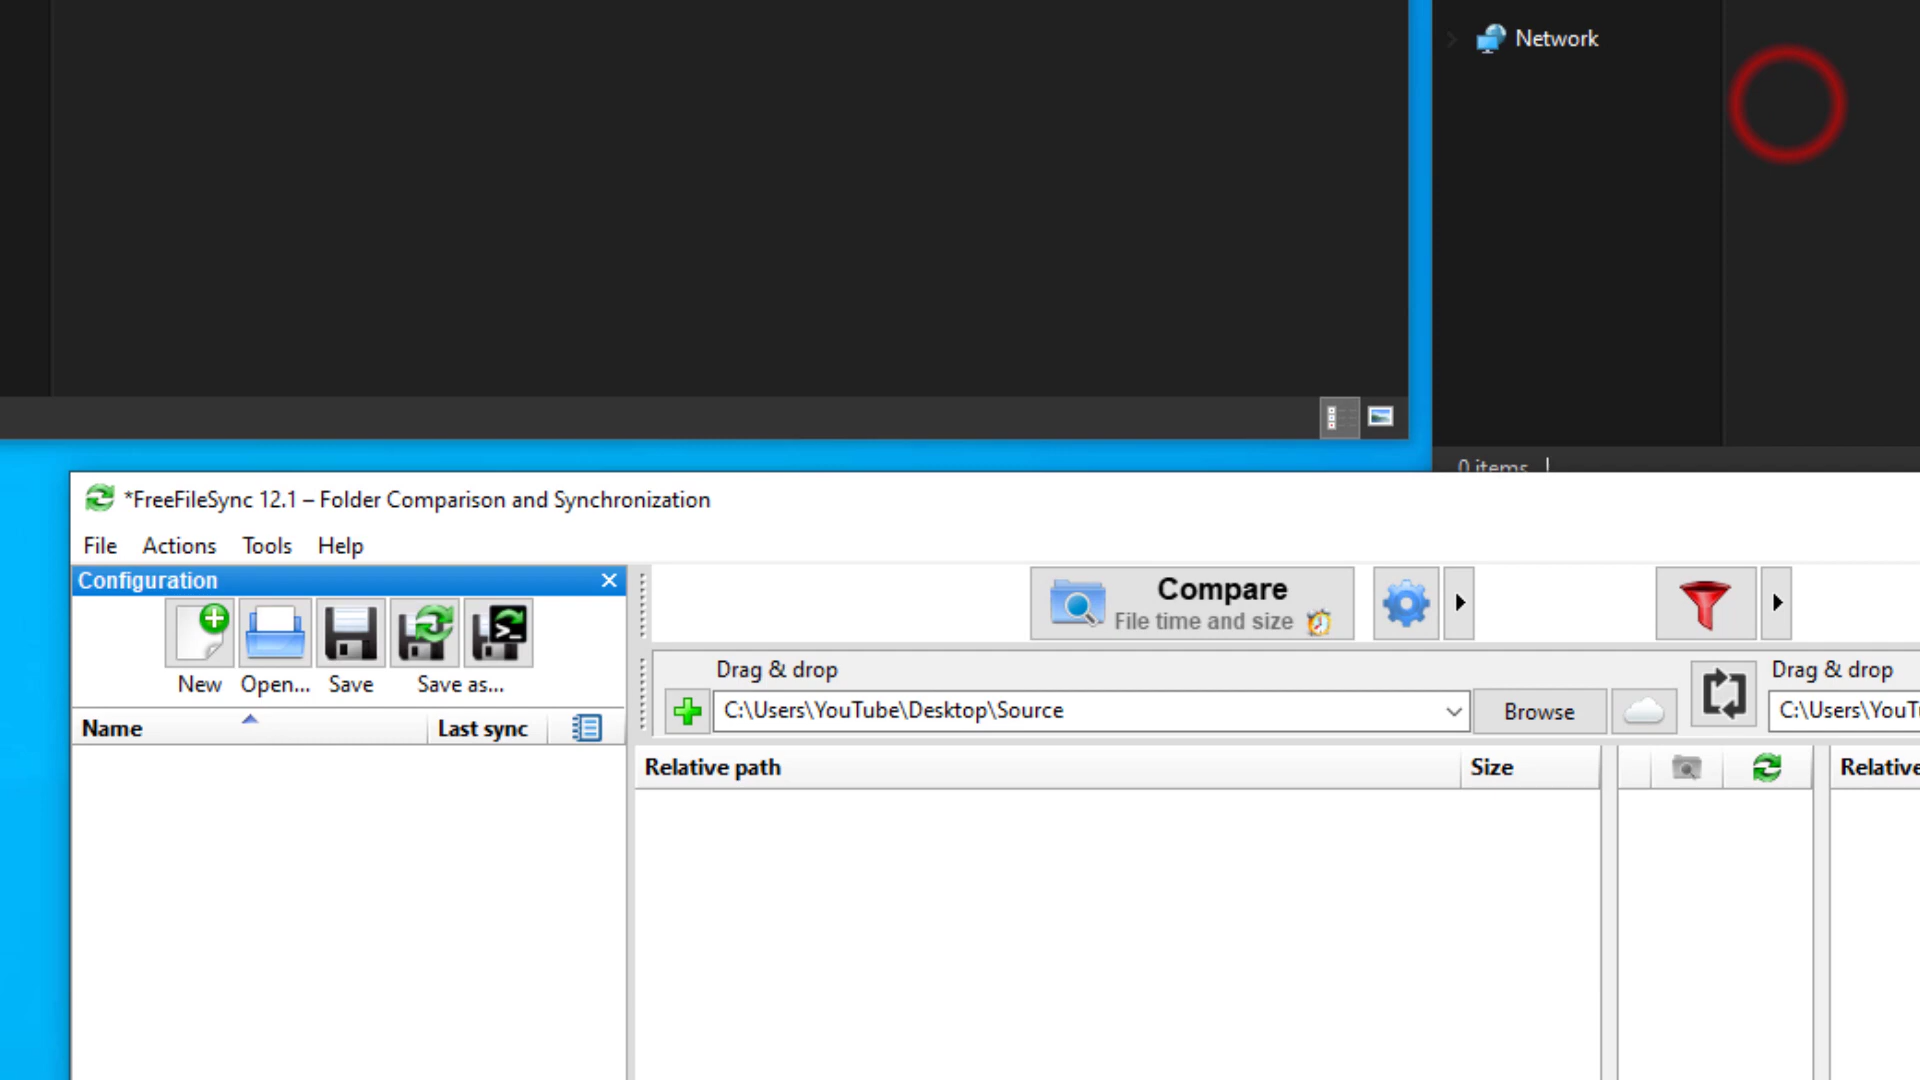 Network
0 items
*FreeFileSync 12.1 – Folder Comparison and Synchronization
File Actions Tools Help
Configuration
Compare
File time and size
New Open... Save Save as...
Drag & drop
Drag & drop
C:\Users\YouTube\Desktop\Source
Browse
C:\Users\YouT
Name Last sync
Relative path Size
Relative